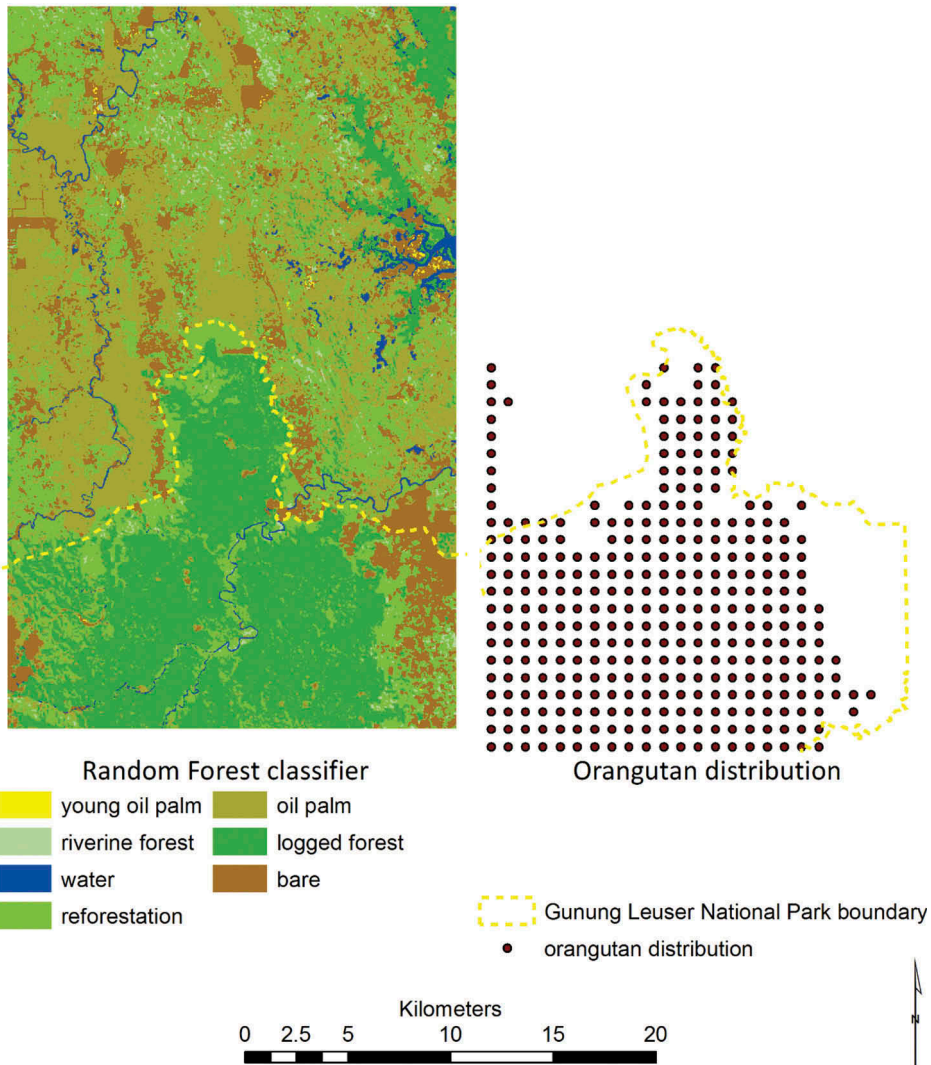 Random Forest classifier
young oil palm
oil palm
riverine forest
logged forest
water
bare
reforestation
Orangutan distribution
Gunung Leuser National Park boundary
orangutan distribution
Kilometers
0 2.5 5 10 15 20
N